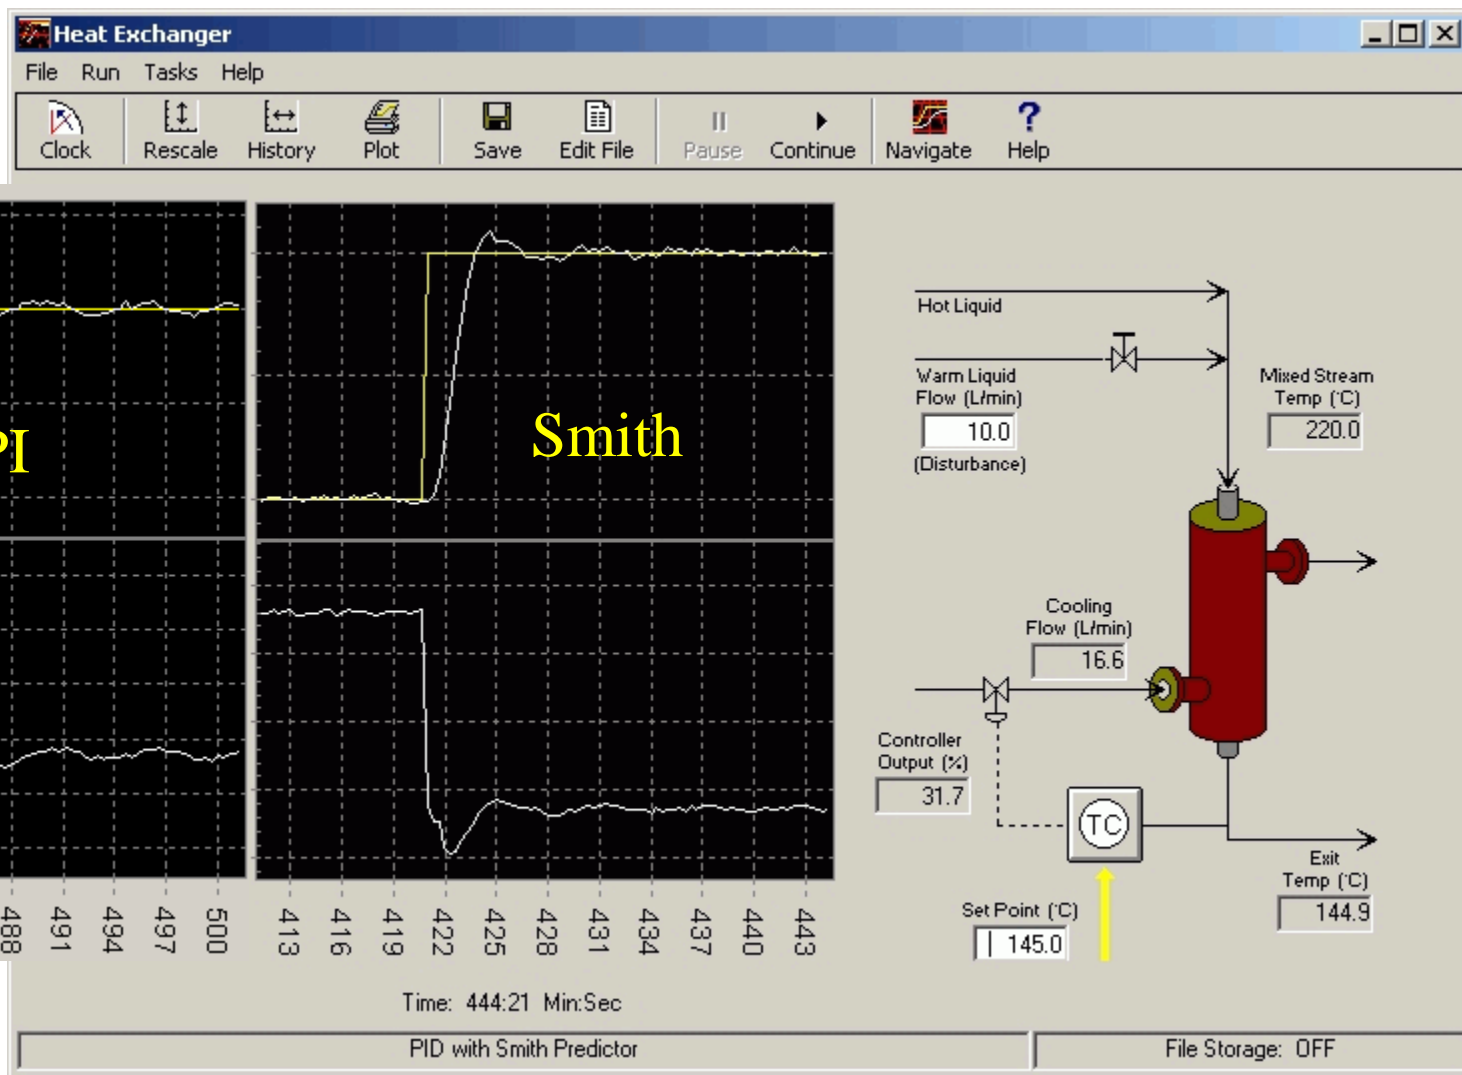 Heat Exchanger
File Run Tasks Help
Clock Rescale History Plot Save Edit File Pause Continue Navigate Help
PI
Smith
Hot Liquid
Warm Liquid
Flow (L/min)
10.0
(Disturbance)
Mixed Stream
Temp (°C)
220.0
Cooling
Flow (L/min)
16.6
Controller
Output (%)
31.7
TC
Exit
Temp (°C)
144.9
Set Point (°C)
145.0
488 491 494 497 500 413 416 419 422 425 428 431 434 437 440 443
Time: 444:21 Min:Sec
PID with Smith Predictor
File Storage: OFF